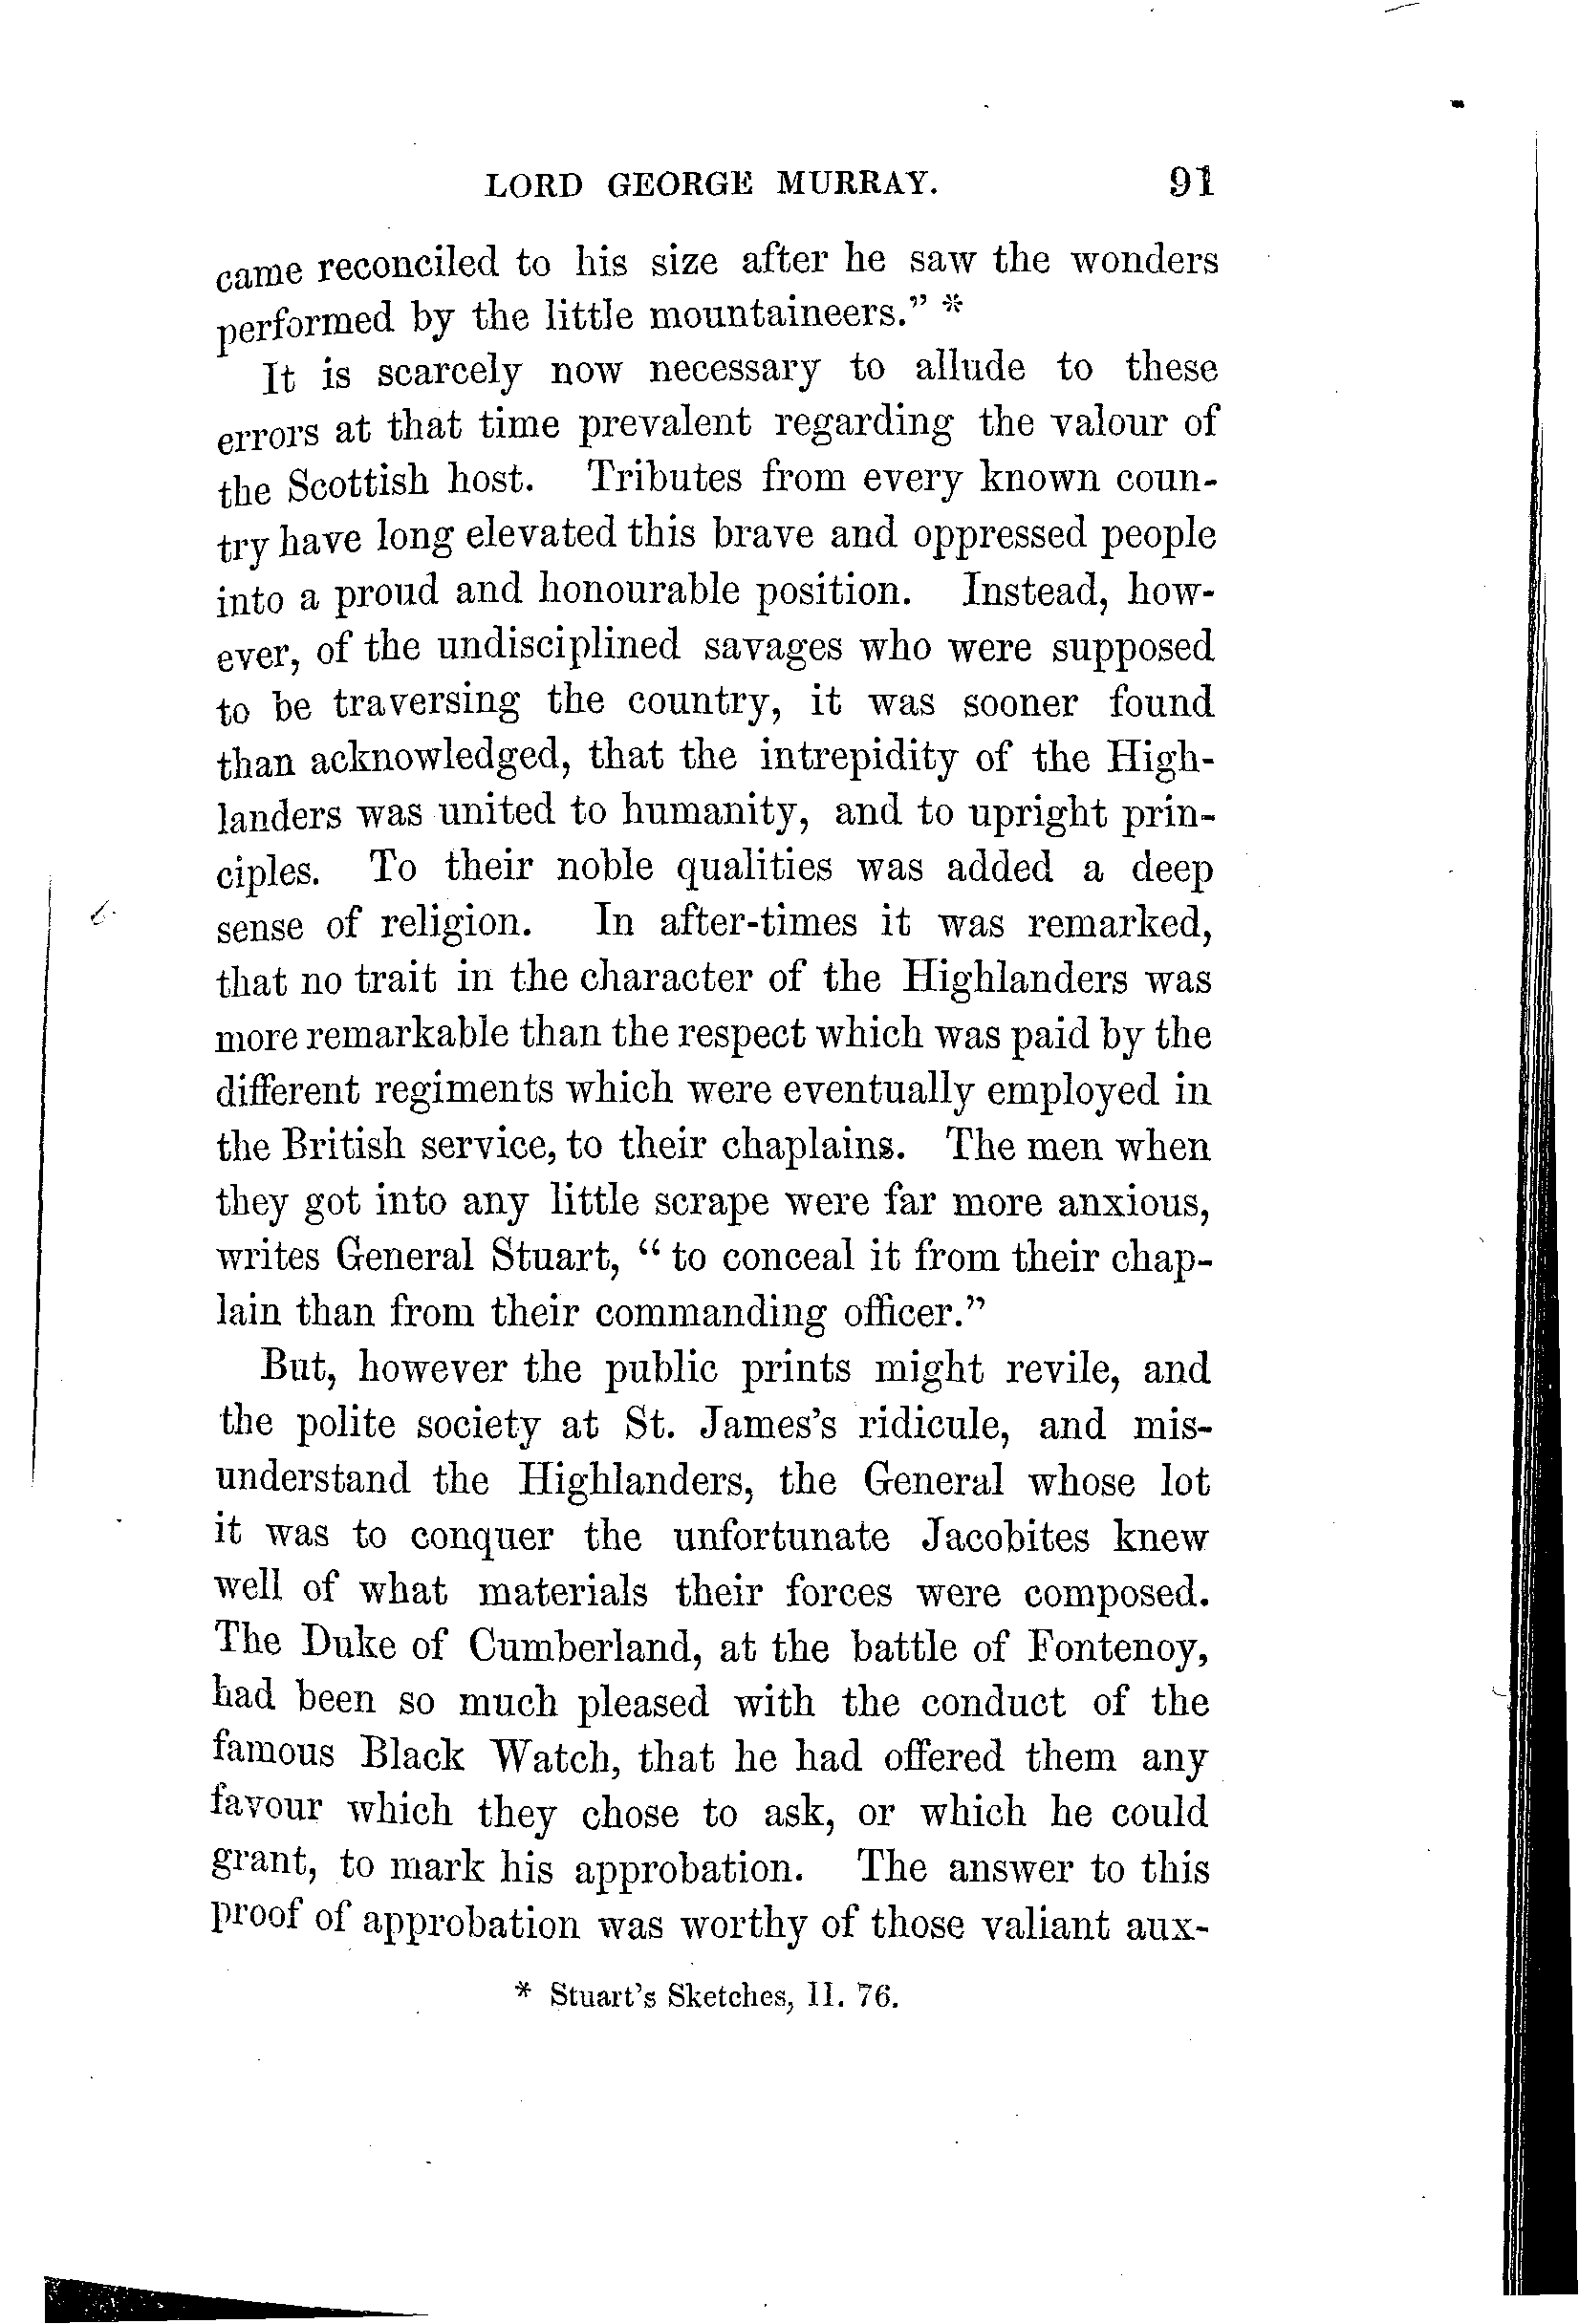 LORD GEORGE MURRAY. 91
came reconciled to his size after he saw the wonders
performed by the little mountaineers." *
It is scarcely now necessary to allude to these
errors at that time prevalent regarding the valour of
the Scottish host. Tributes from every known coun-
try have long elevated this brave and oppressed people
into a proud and honourable position. Instead, how-
ever, of the undisciplined savages who were supposed
to be traversing the country, it was sooner found
than acknowledged, that the intrepidity of the High-
landers was united to humanity, and to upright prin-
ciples. To their noble qualities was added a deep
sense of religion. In after-times it was remarked,
that no trait in the character of the Highlanders was
more remarkable than the respect which was paid by the
different regiments which were eventually employed in
the British service, to their chaplains. The men when
they got into any little scrape were far more anxious,
writes General Stuart, "to conceal it from their chap-
lain than from their commanding officer."
But, however the public prints might revile, and
the polite society at St. James's ridicule, and mis-
understand the Highlanders, the General whose lot
it was to conquer the unfortunate Jacobites knew
well of what materials their forces were composed.
The Duke of Cumberland, at the battle of Fontenoy,
had been so much pleased with the conduct of the
famous Black Watch, that he had offered them any
favour which they chose to ask, or which he could
grant, to mark his approbation. The answer to this
proof of approbation was worthy of those valiant aux-
* Stuart's Sketches, II. 76.